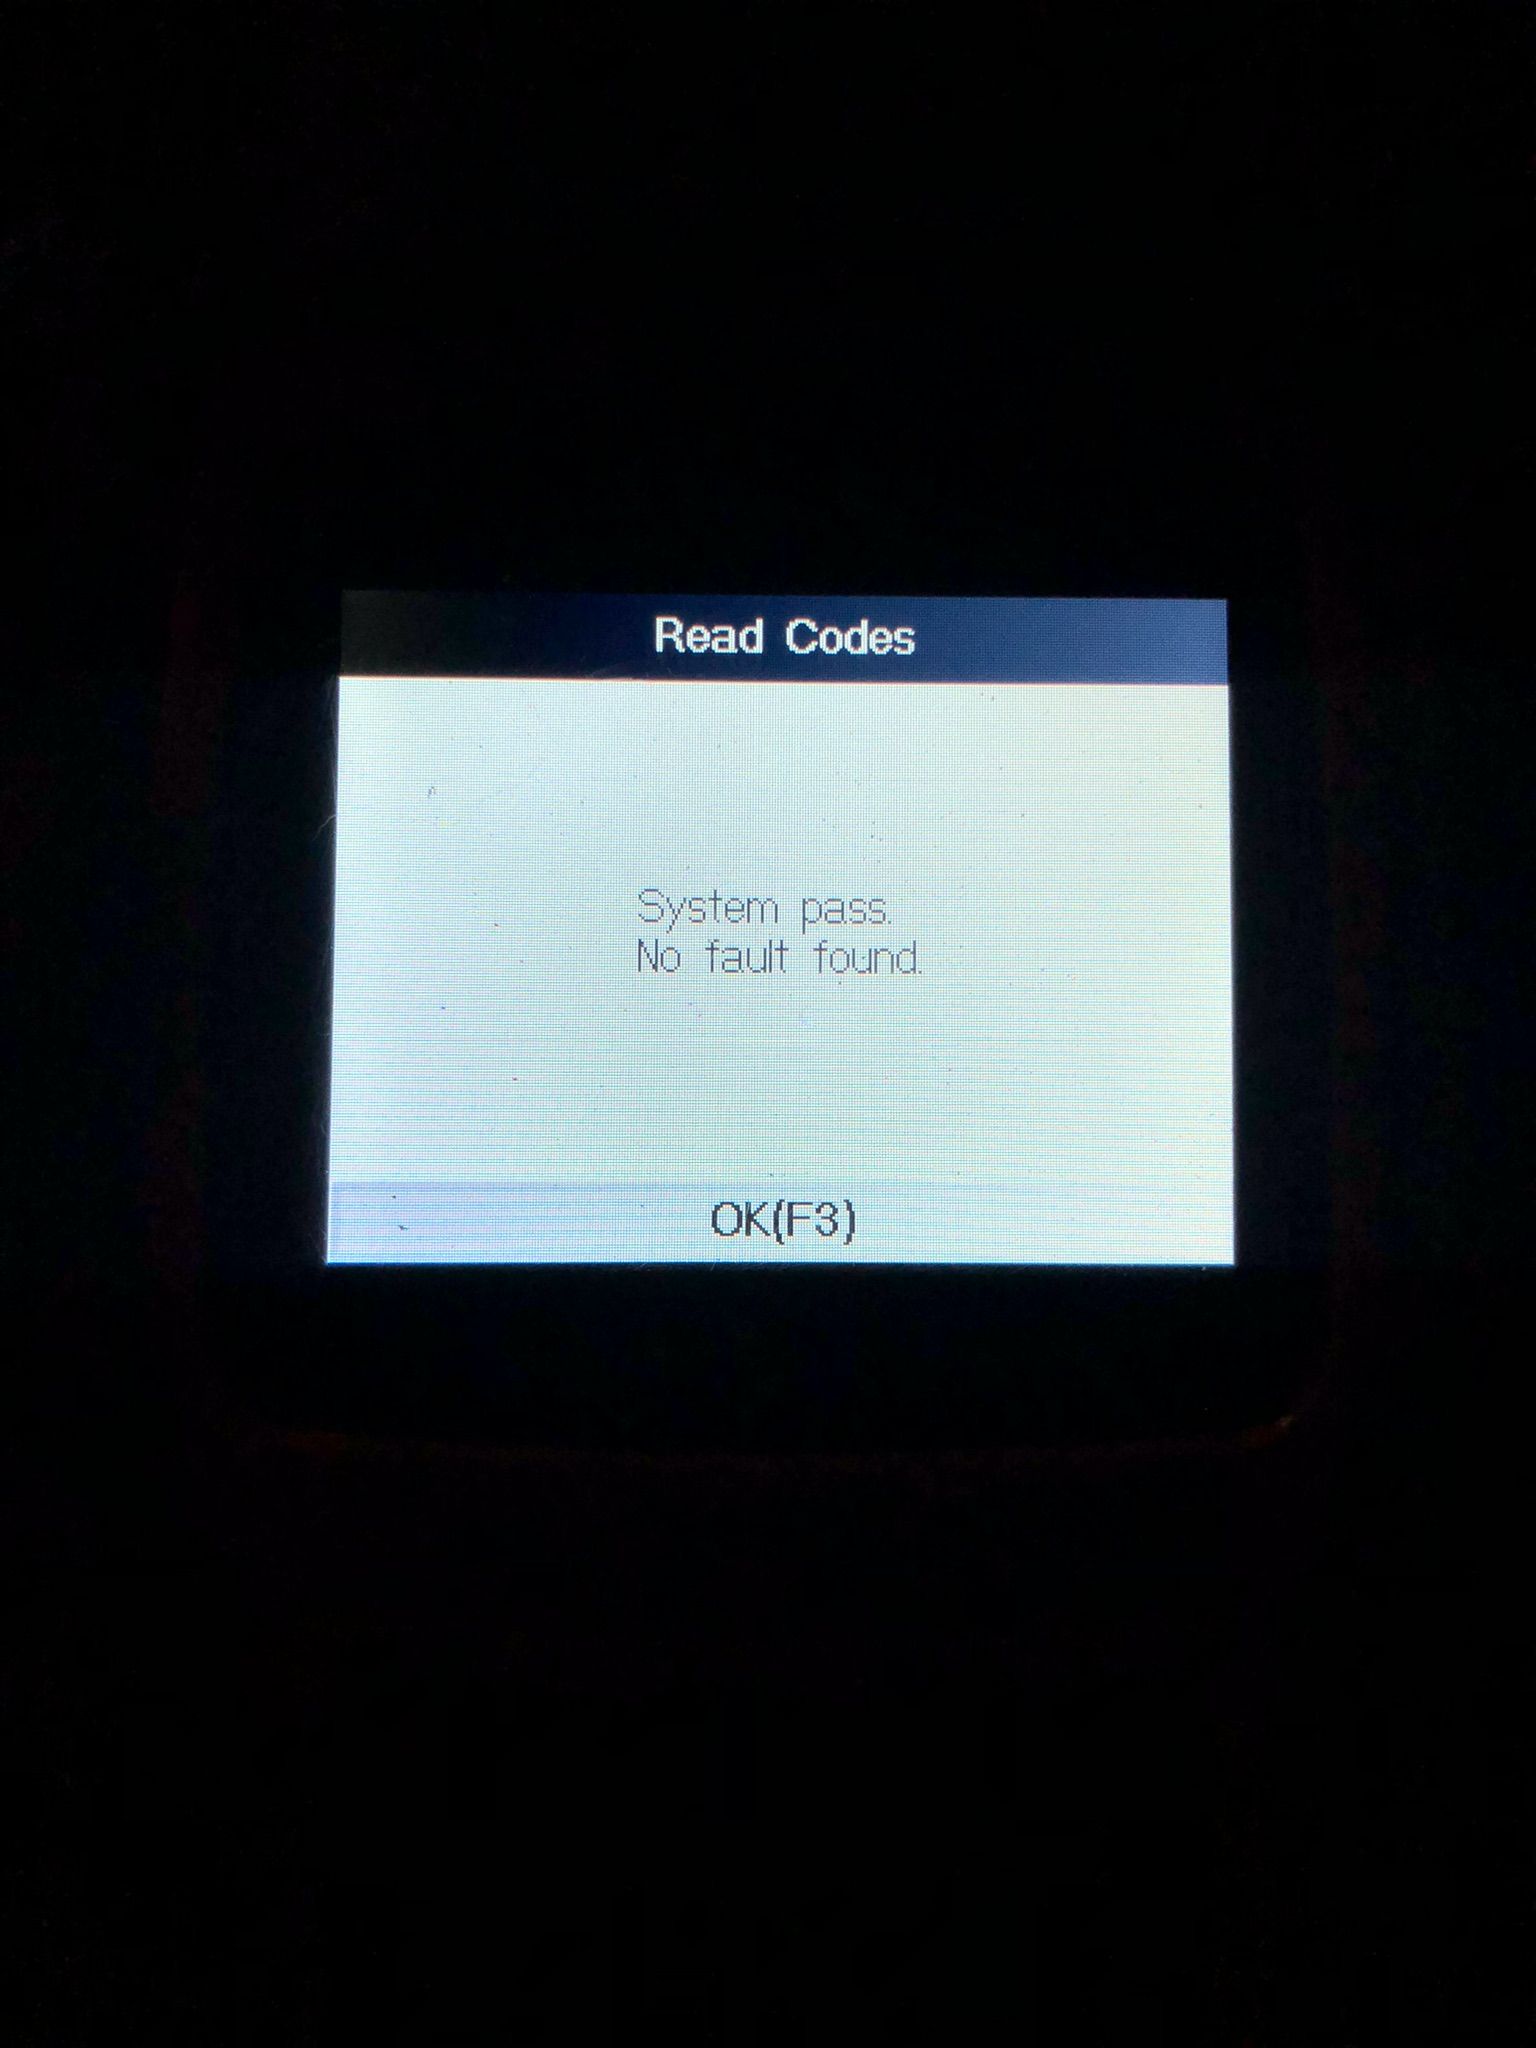 Read Codes
System pass.
No fault found.
OK(F3)